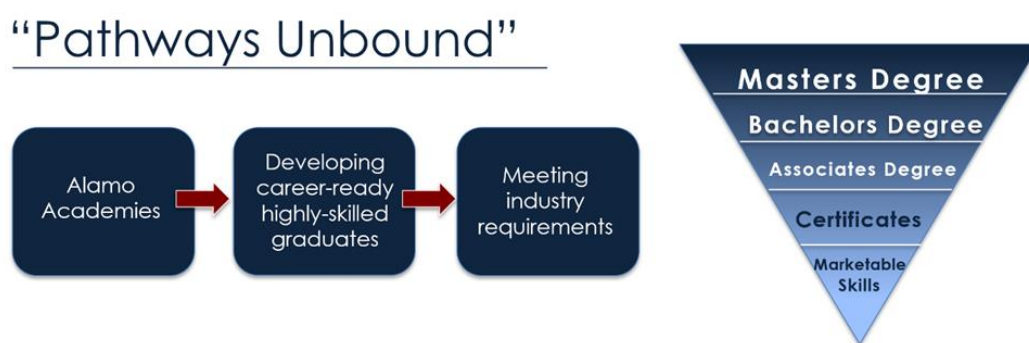 “Pathways Unbound”
Alamo
Academies
Developing
career-ready
highly-skilled
graduates
Meeting
industry
requirements
Masters Degree
Bachelors Degree
Associates Degree
Certificates
Marketable
Skills